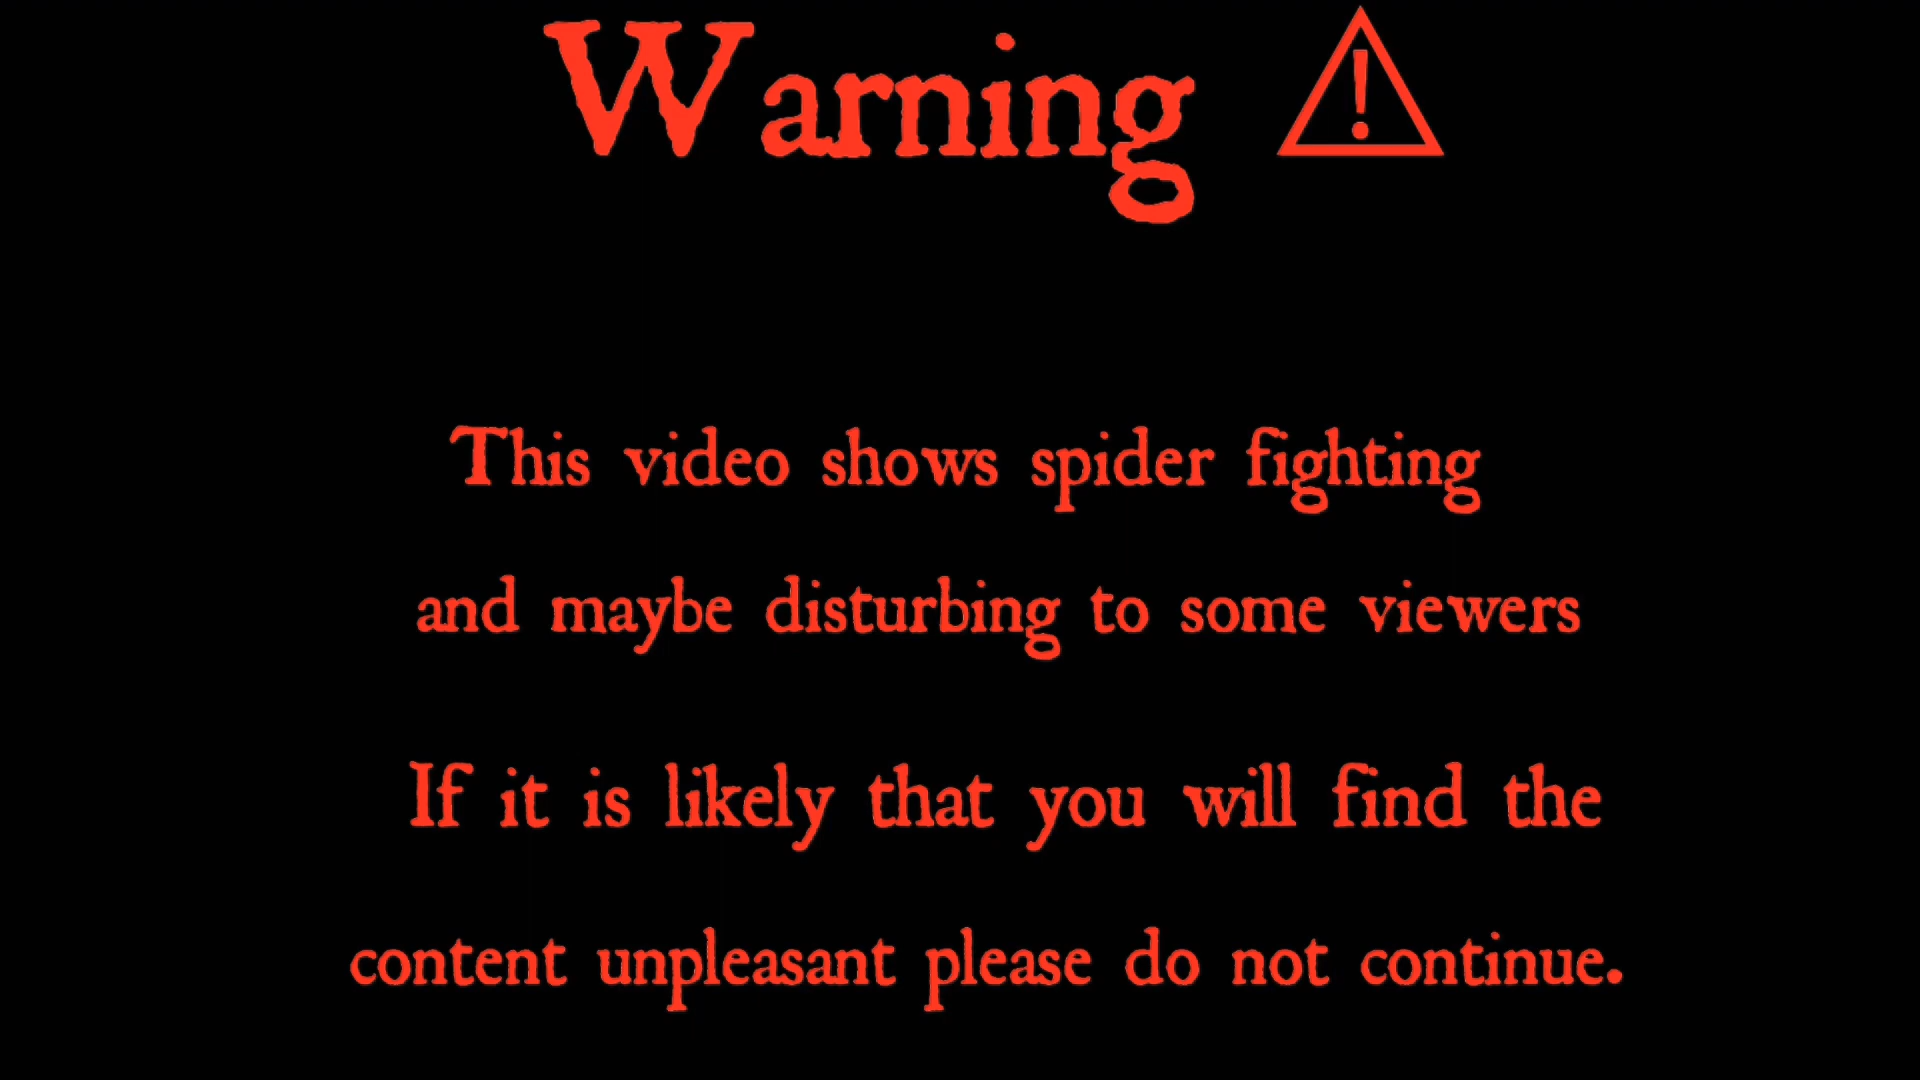 Warning ⚠
This video shows spider fighting
and maybe disturbing to some viewers
If it is likely that you will find the
content unpleasant please do not continue.